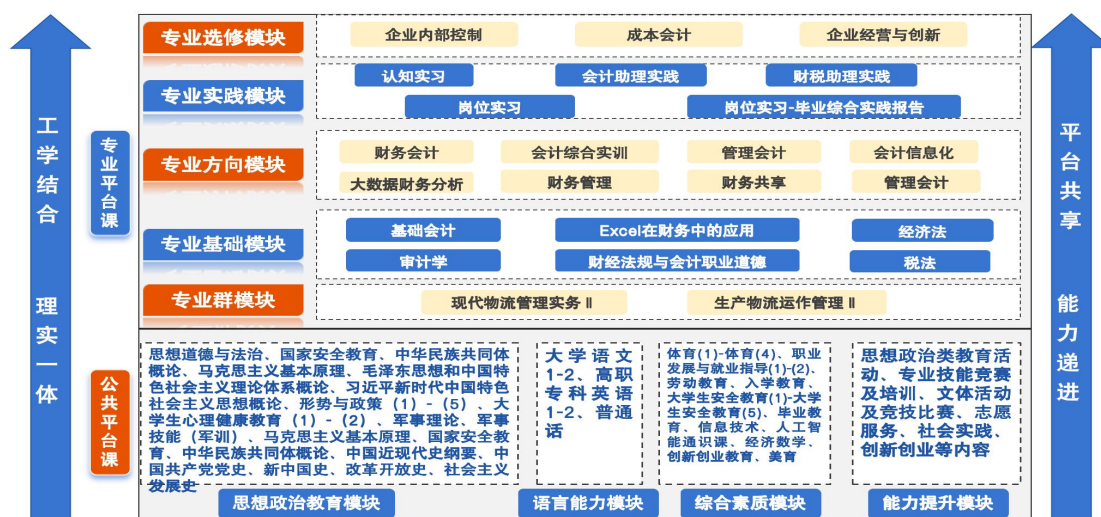 专业选修模块
企业内部控制 成本会计 企业经营与创新
专业实践模块
认知实习 会计助理实践 财税助理实践
岗位实习 岗位实习-毕业综合实践报告
专业方向模块
财务会计 会计综合实训 管理会计 会计信息化
大数据财务分析 财务管理 财务共享 管理会计
专业基础模块
基础会计 Excel在财务中的应用 经济法
审计学 财经法规与会计职业道德 税法
专业群模块
现代物流管理实务Ⅱ 生产物流运作管理Ⅱ
工学结合 理实一体
专业平台课
公共平台课
思想道德与法治、国家安全教育、中华民族共同体
概论、马克思主义基本原理、毛泽东思想和中国特
色社会主义理论体系概论、习近平新时代中国特色
社会主义思想概论、形势与政策（1）-（5）、大
学生心理健康教育（1）-（2）、军事理论、军事
技能（军训）、马克思主义基本原理、国家安全教
育、中华民族共同体概论、中国近现代史纲要、中
国共产党党史、新中国史、改革开放史、社会主义
发展史
思想政治教育模块
大学语文
1-2、高职
专科英语
1-2、普通
话
语言能力模块
体育(1)-体育(4)、职业
发展与就业指导(1)-(2)、
劳动教育、入学教育、
大学生安全教育(1)-大学
生安全教育(5)、毕业教
育、信息技术、人工智
能通识课、经济数学、
创新创业教育、美育
综合素质模块
思想政治类教育活
动、专业技能竞赛
及培训、文体活动
及竞技比赛、志愿
服务、社会实践、
创新创业等内容
能力提升模块
平台共享 能力递进